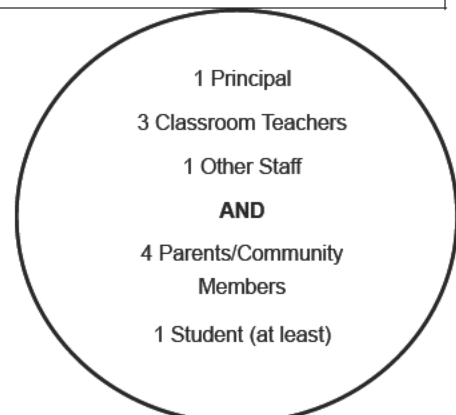 1 Principal
3 Classroom Teachers
1 Other Staff
AND
4 Parents/Community
Members
1 Student (at least)